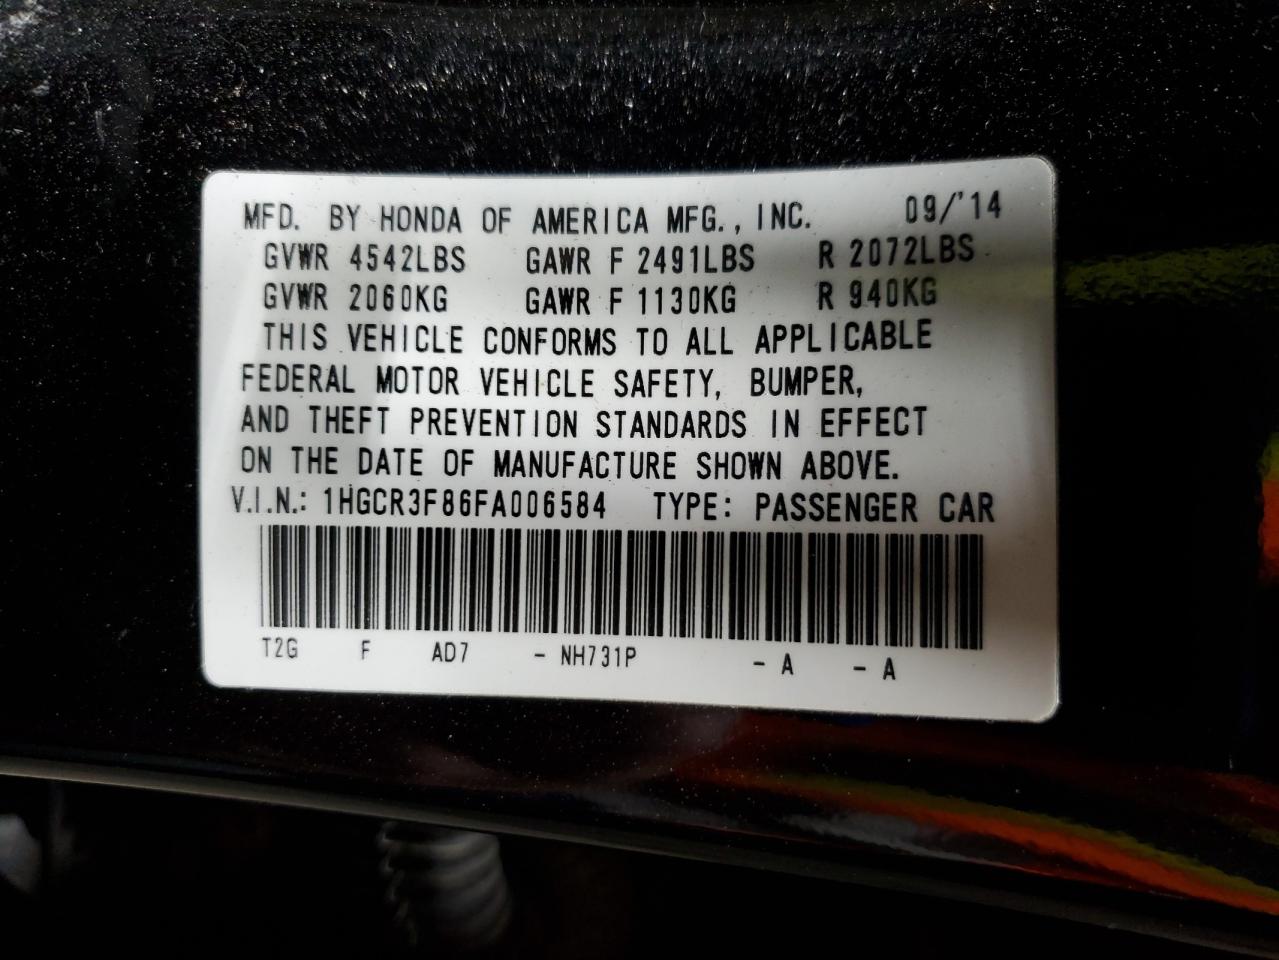 MFD. BY HONDA OF AMERICA MFG., INC. 09/'14
GVWR 4542LBS GAWR F 2491LBS R 2072LBS
GVWR 2060KG GAWR F 1130KG R 940KG
THIS VEHICLE CONFORMS TO ALL APPLICABLE
FEDERAL MOTOR VEHICLE SAFETY, BUMPER,
AND THEFT PREVENTION STANDARDS IN EFFECT
ON THE DATE OF MANUFACTURE SHOWN ABOVE.
V.I.N.: 1HGCR3F86FA006584 TYPE: PASSENGER CAR
T2G F AD7 - NH731P - A - A